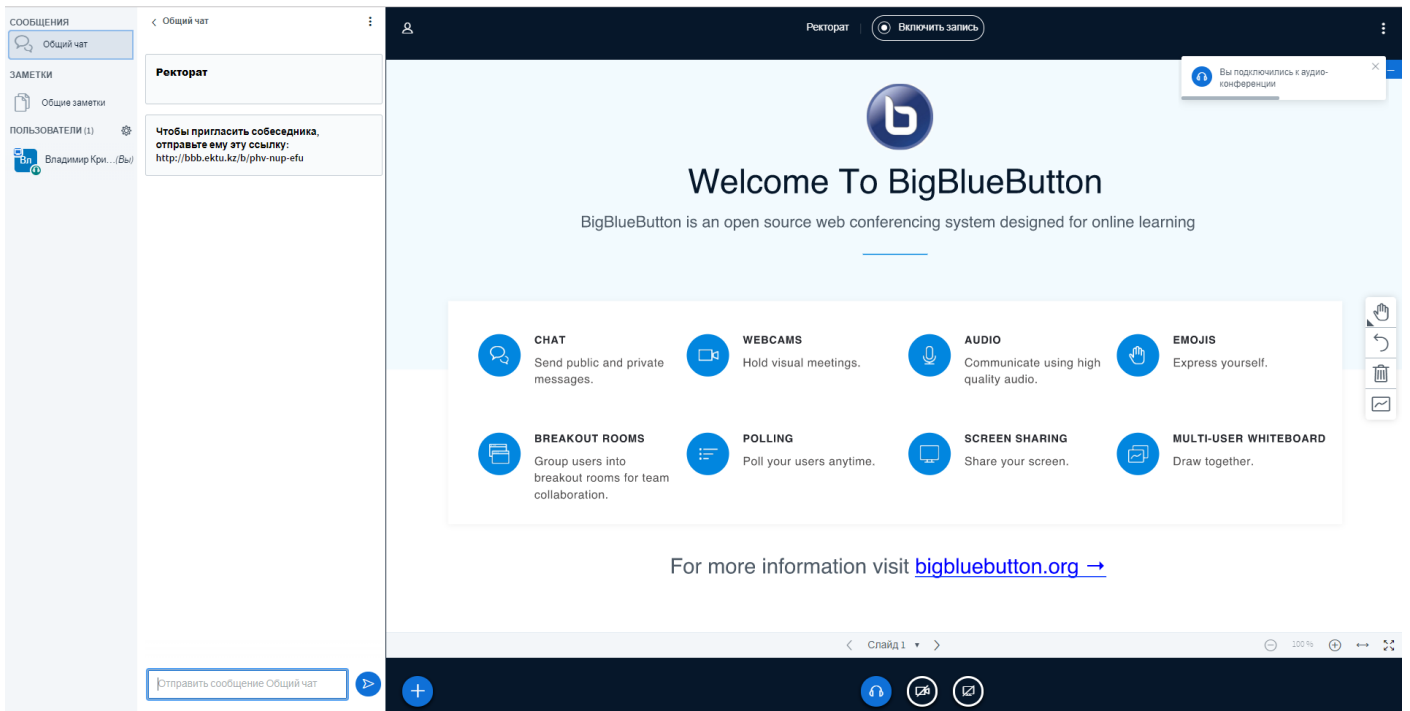 СООБЩЕНИЯ
Общий чат
ЗАМЕТКИ
Общие заметки
ПОЛЬЗОВАТЕЛИ (1)
Вл
Владимир Кри... (Вы)
Общий чат
Ректорат
Чтобы пригласить собеседника,
отправьте ему эту ссылку:
http://bbb.ektu.kz/b/phv-nup-efu
Отправить сообщение Общий чат
Ректорат
Включить запись
Вы подключились к аудио-
конференции
b
Welcome To BigBlueButton
BigBlueButton is an open source web conferencing system designed for online learning
CHAT
Send public and private
messages.
WEBCAMS
Hold visual meetings.
AUDIO
Communicate using high
quality audio.
EMOJIS
Express yourself.
BREAKOUT ROOMS
Group users into
breakout rooms for team
collaboration.
POLLING
Poll your users anytime.
SCREEN SHARING
Share your screen.
MULTI-USER WHITEBOARD
Draw together.
For more information visit bigbluebutton.org →
Слайд 1
100 %